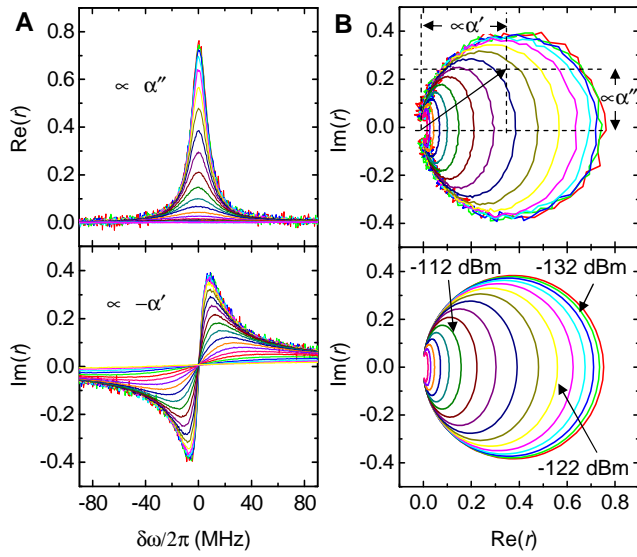 A
0.8
0.6
0.4
0.2
0.0
Re(r)
∝ α″
0.4
0.2
0.0
-0.2
-0.4
Im(r)
∝ −α′
-80 -40 0 40 80
δω/2π (MHz)
B
0.4
0.2
0.0
-0.2
-0.4
Im(r)
∝α′
∝α″
0.4
0.2
0.0
-0.2
-0.4
Im(r)
-112 dBm
-132 dBm
-122 dBm
0.0 0.2 0.4 0.6 0.8
Re(r)